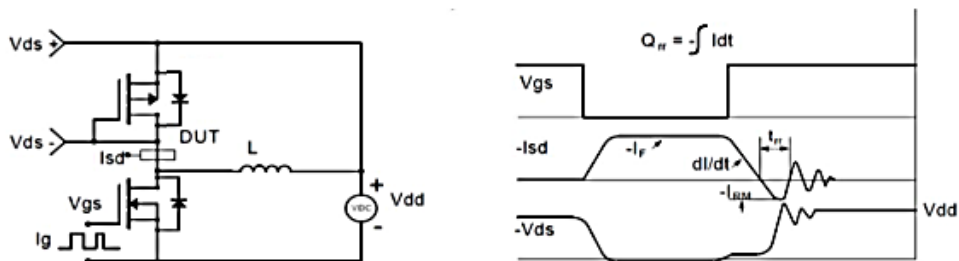 Vds +
Vds -
DUT
Isd
L
Vgs
Ig
+
VDC
-
Vdd
Qrr = -∫ Idt
Vgs
-Isd
-IF
dI/dt
trr
-IRM
Vdd
-Vds